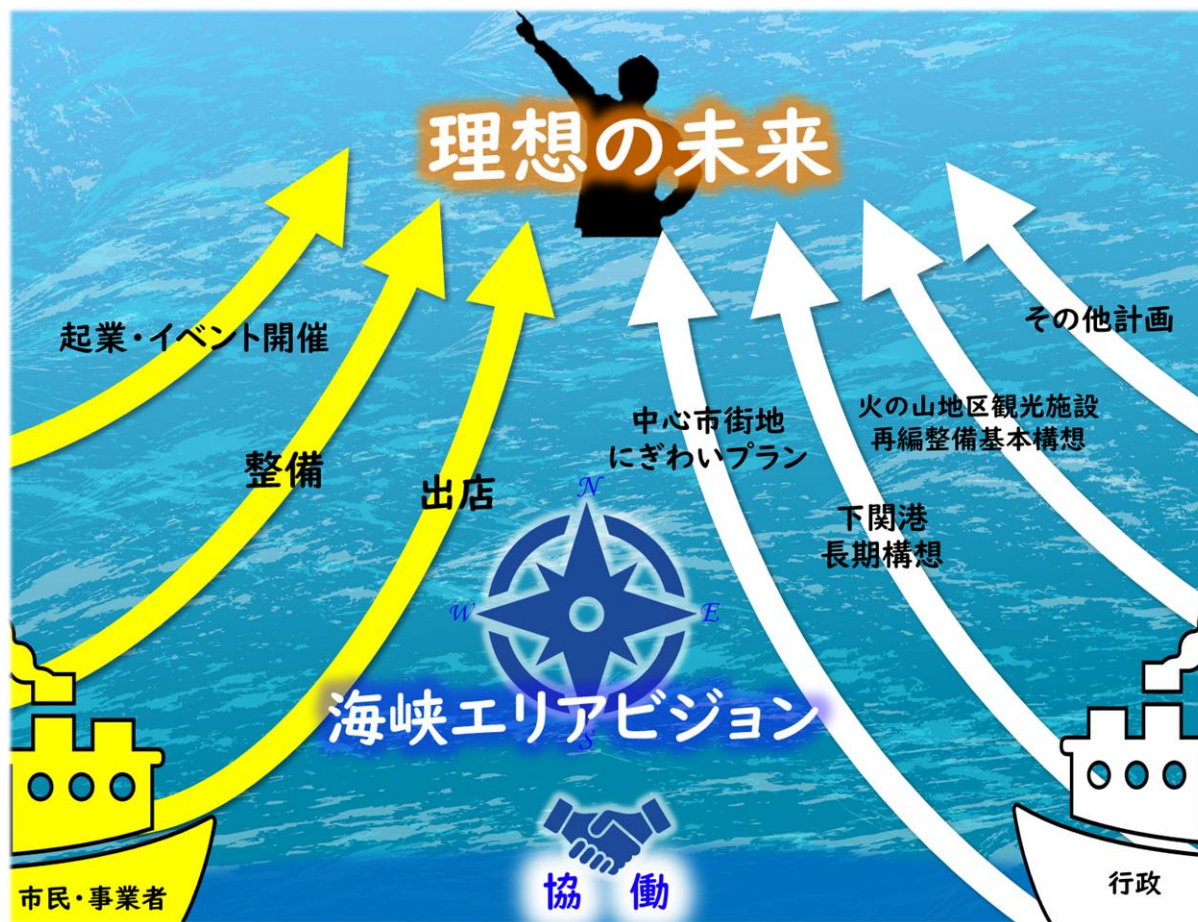 理想の未来
起業・イベント開催
整備
出店
中心市街地
にぎわいプラン
下関港
長期構想
火の山地区観光施設
再編整備基本構想
その他計画
N
W
E
海峡エリアビジョン
S
協働
市民・事業者
行政